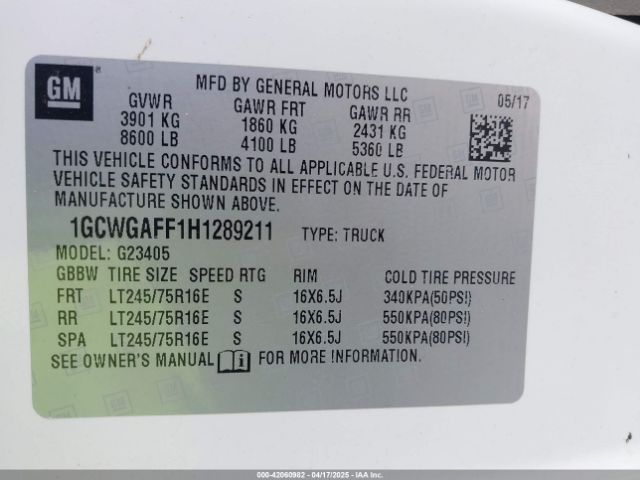 GM
MFD BY GENERAL MOTORS LLC
05/17
GVWR GAWR FRT GAWR RR
3901 KG 1860 KG 2431 KG
8600 LB 4100 LB 5360 LB
THIS VEHICLE CONFORMS TO ALL APPLICABLE U.S. FEDERAL MOTOR
VEHICLE SAFETY STANDARDS IN EFFECT ON THE DATE OF
MANUFACTURE SHOWN ABOVE.
1GCWGAFF1H1289211 TYPE: TRUCK
MODEL: G23405
GBBW TIRE SIZE SPEED RTG RIM COLD TIRE PRESSURE
FRT LT245/75R16E S 16X6.5J 340KPA(50PSI)
RR LT245/75R16E S 16X6.5J 550KPA(80PSI)
SPA LT245/75R16E S 16X6.5J 550KPA(80PSI)
SEE OWNER'S MANUAL FOR MORE INFORMATION.
000-42060982 - 04/17/2025 - IAAI.COM